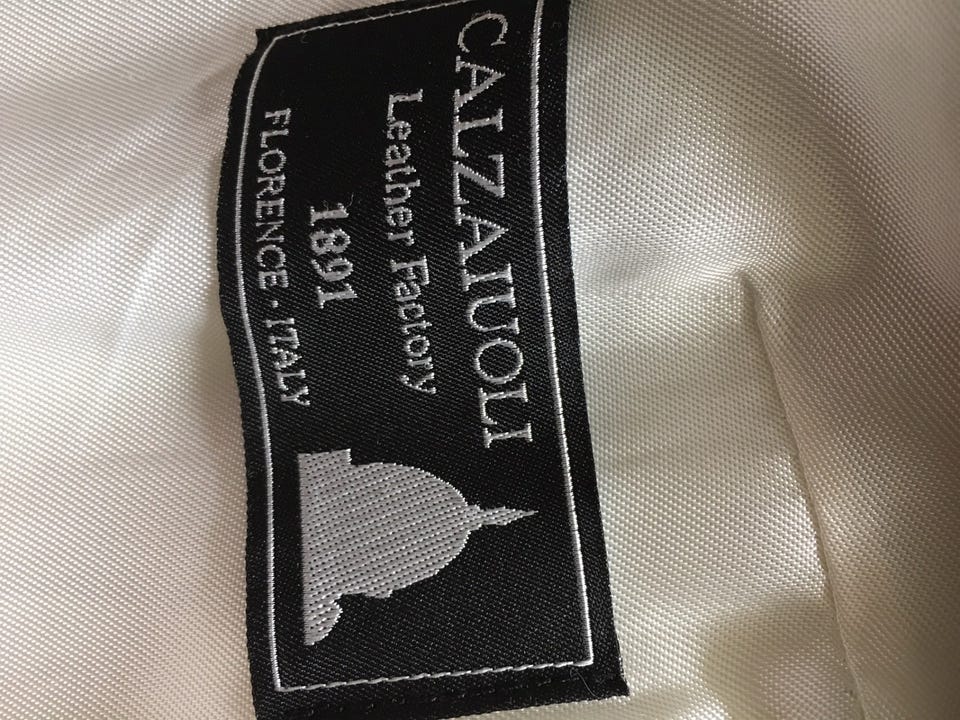 CALZAIUOLI
Leather Factory
1891
FLORENCE · ITALY